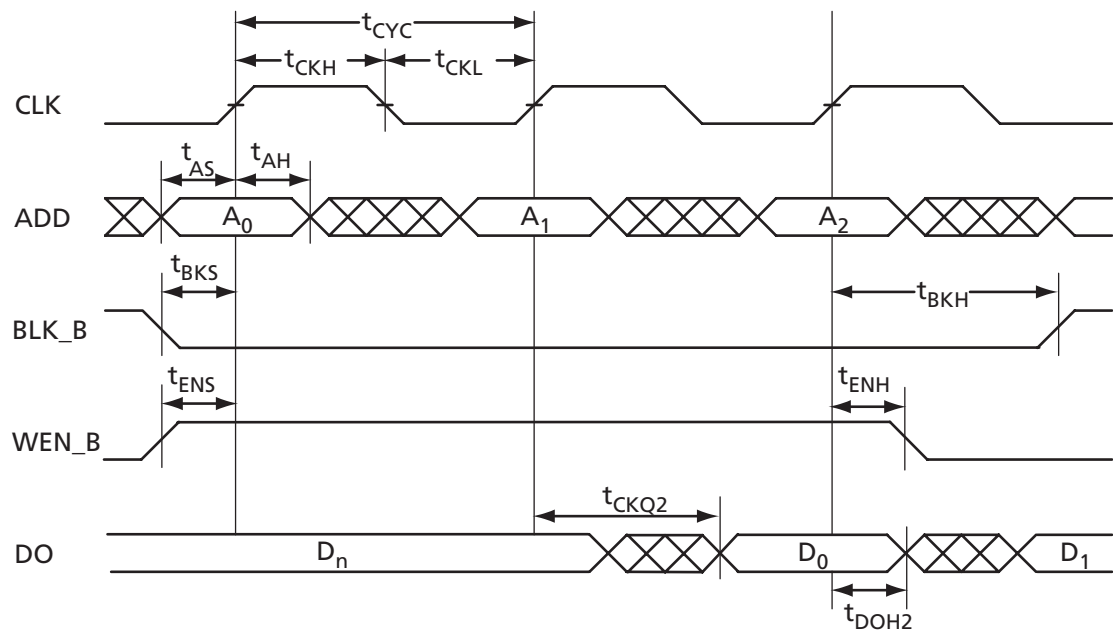 tCYC
tCKH tCKL
CLK
tAS tAH
ADD A0 A1 A2
tBKS tBKH
BLK_B
tENS tENH
WEN_B
tCKQ2
DO Dn D0 D1
tDOH2